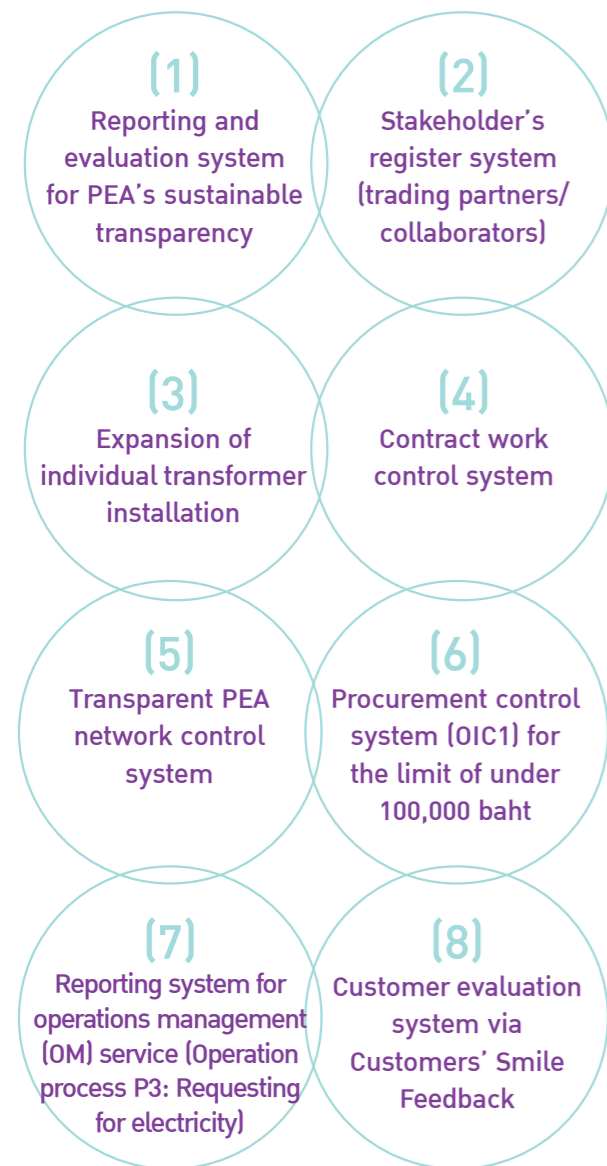 (1)
Reporting and
evaluation system
for PEA's sustainable
transparency
(2)
Stakeholder's
register system
(trading partners/
collaborators)
(3)
Expansion of
individual transformer
installation
(4)
Contract work
control system
(5)
Transparent PEA
network control
system
(6)
Procurement control
system (OIC1) for
the limit of under
100,000 baht
(7)
Reporting system for
operations management
(OM) service (Operation
process P3: Requesting
for electricity)
(8)
Customer evaluation
system via
Customers' Smile
Feedback